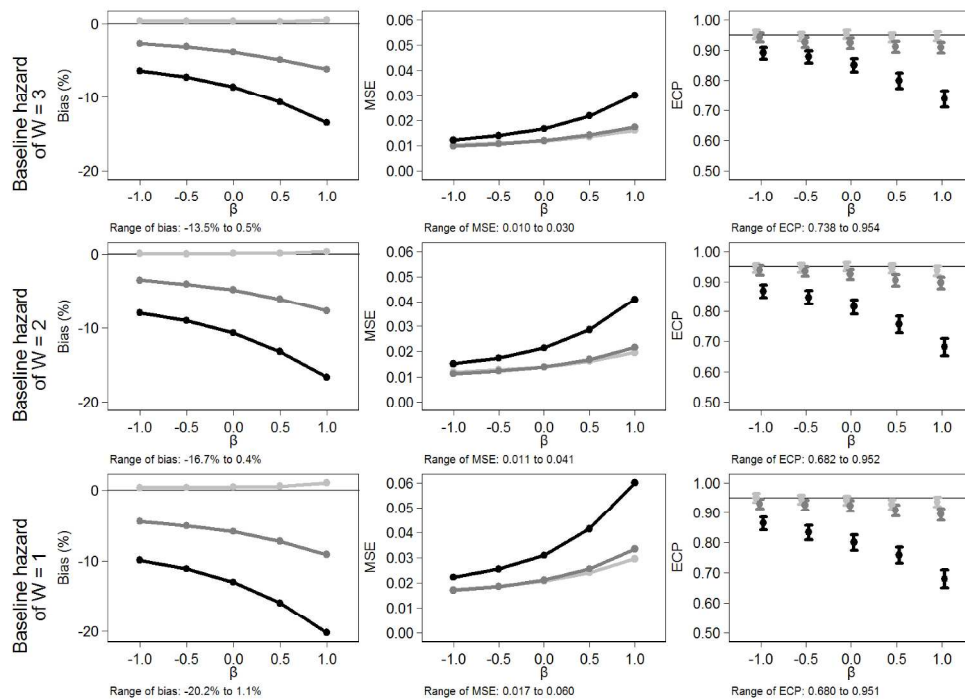 Baseline hazard
of W = 3
Bias (%)
0
-10
-20
-1.0 -0.5 0.0 0.5 1.0
β
Range of bias: -13.5% to 0.5%
MSE
0.06
0.05
0.04
0.03
0.02
0.01
0.00
-1.0 -0.5 0.0 0.5 1.0
β
Range of MSE: 0.010 to 0.030
ECP
1.00
0.90
0.80
0.70
0.60
0.50
-1.0 -0.5 0.0 0.5 1.0
β
Range of ECP: 0.738 to 0.954
Baseline hazard
of W = 2
Bias (%)
0
-10
-20
-1.0 -0.5 0.0 0.5 1.0
β
Range of bias: -16.7% to 0.4%
MSE
0.06
0.05
0.04
0.03
0.02
0.01
0.00
-1.0 -0.5 0.0 0.5 1.0
β
Range of MSE: 0.011 to 0.041
ECP
1.00
0.90
0.80
0.70
0.60
0.50
-1.0 -0.5 0.0 0.5 1.0
β
Range of ECP: 0.682 to 0.952
Baseline hazard
of W = 1
Bias (%)
0
-10
-20
-1.0 -0.5 0.0 0.5 1.0
β
Range of bias: -20.2% to 1.1%
MSE
0.06
0.05
0.04
0.03
0.02
0.01
0.00
-1.0 -0.5 0.0 0.5 1.0
β
Range of MSE: 0.017 to 0.060
ECP
1.00
0.90
0.80
0.70
0.60
0.50
-1.0 -0.5 0.0 0.5 1.0
β
Range of ECP: 0.680 to 0.951